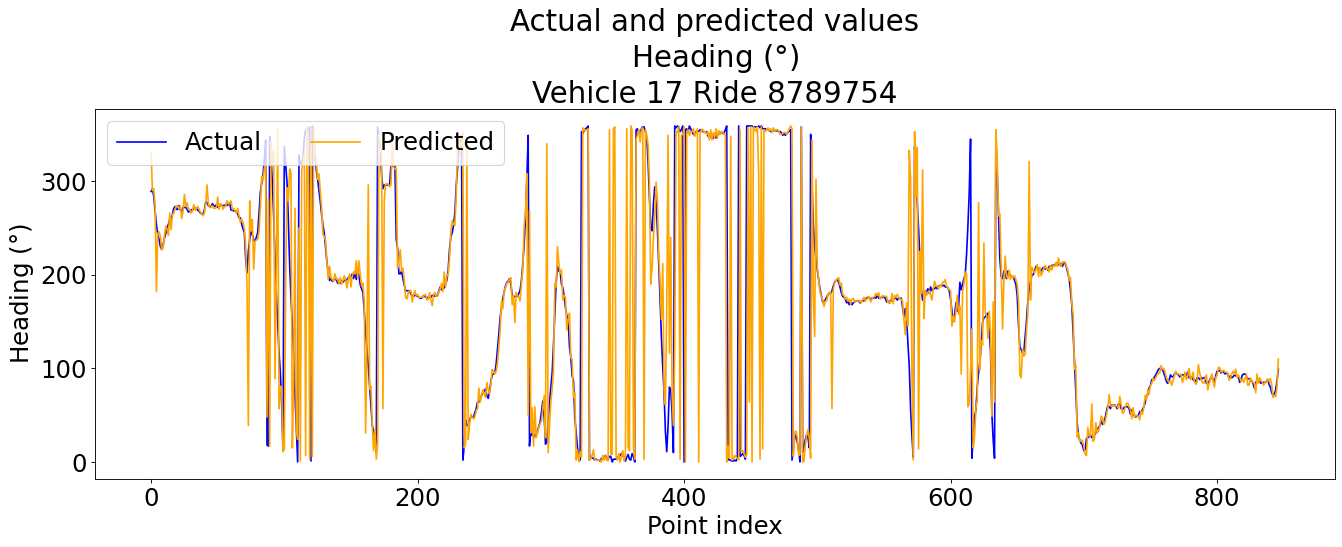 Actual and predicted values
Heading (°)
Vehicle 17 Ride 8789754
Actual
Predicted
Heading (°)
300
200
100
0
0
200
400
600
800
Point index